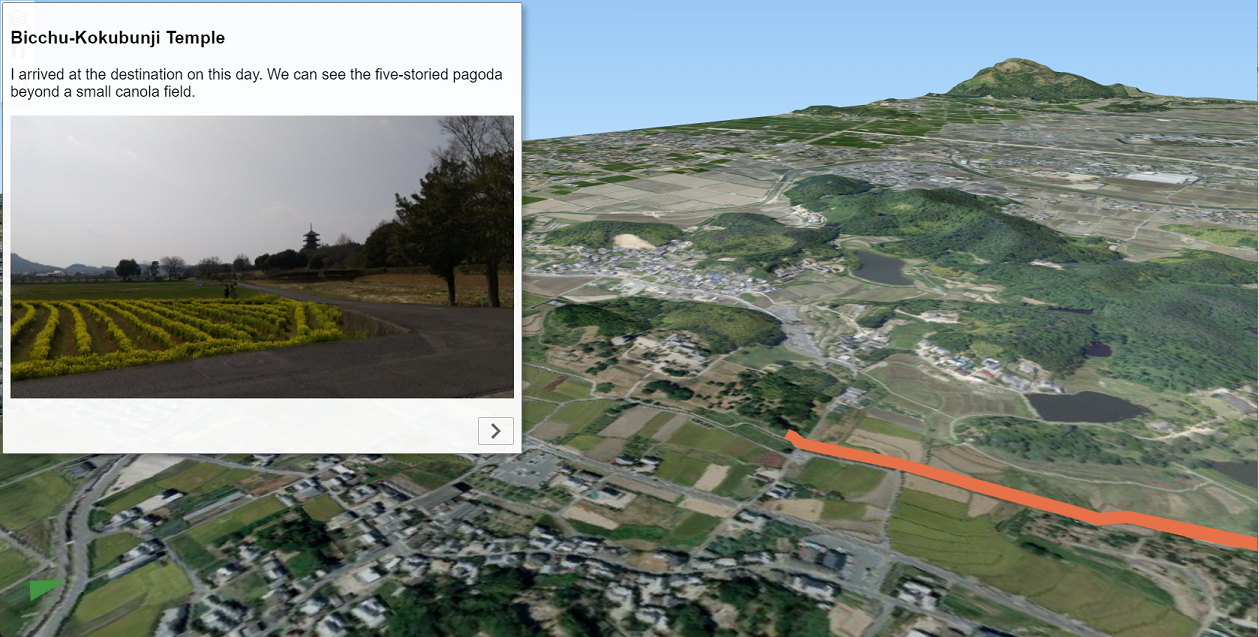 Bicchu-Kokubunji Temple
I arrived at the destination on this day. We can see the five-storied pagoda
beyond a small canola field.